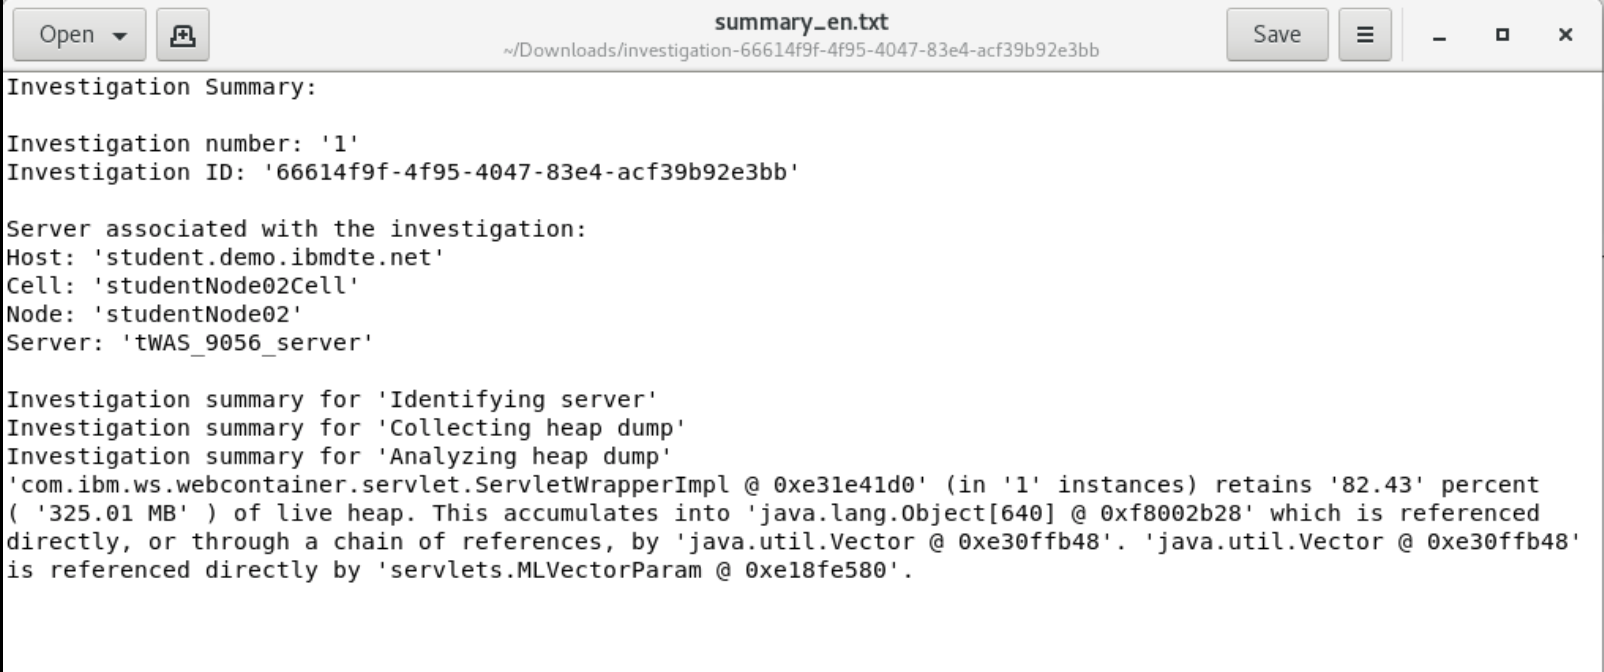 Open
summary_en.txt
~/Downloads/investigation-66614f9f-4f95-4047-83e4-acf39b92e3bb
Save
Investigation Summary:
Investigation number: '1'
Investigation ID: '66614f9f-4f95-4047-83e4-acf39b92e3bb'
Server associated with the investigation:
Host: 'student.demo.ibmdte.net'
Cell: 'studentNode02Cell'
Node: 'studentNode02'
Server: 'tWAS_9056_server'
Investigation summary for 'Identifying server'
Investigation summary for 'Collecting heap dump'
Investigation summary for 'Analyzing heap dump'
'com.ibm.ws.webcontainer.servlet.ServletWrapperImpl @ 0xe31e41d0' (in '1' instances) retains '82.43' percent
( '325.01 MB' ) of live heap. This accumulates into 'java.lang.Object[640] @ 0xf8002b28' which is referenced
directly, or through a chain of references, by 'java.util.Vector @ 0xe30ffb48'. 'java.util.Vector @ 0xe30ffb48'
is referenced directly by 'servlets.MLVectorParam @ 0xe18fe580'.